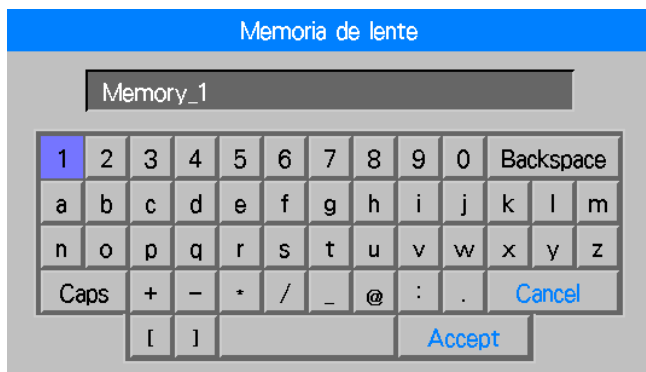 Memoria de lente
Memory_1
1 2 3 4 5 6 7 8 9 0 Backspace
a b c d e f g h i j k l m
n o p q r s t u v w x y z
Caps + - * / _ @ : . Cancel
[ ] Accept